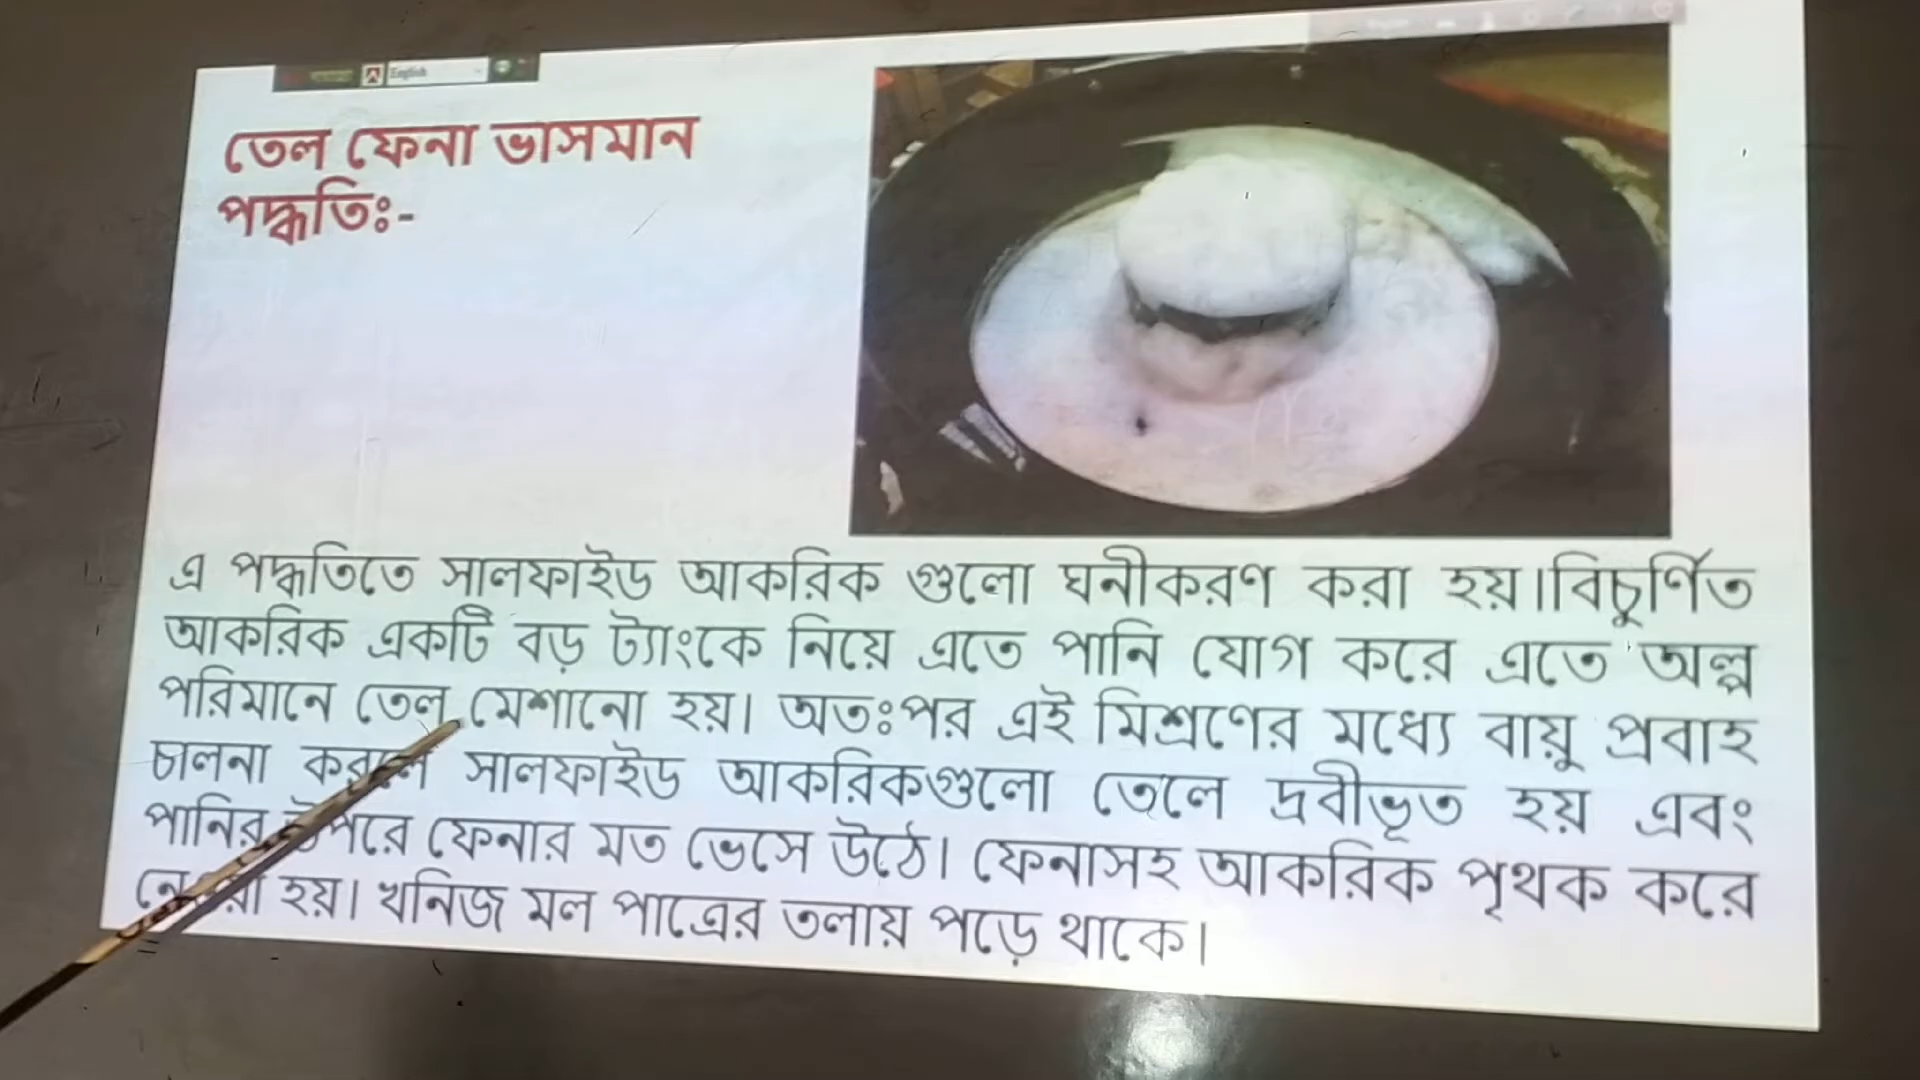 English
তেল ফেনা ভাসমান
পদ্ধতিঃ-
এ পদ্ধতিতে সালফাইড আকরিক গুলো ঘনীকরণ করা হয়।বিচুর্ণিত
আকরিক একটি বড় ট্যাংকে নিয়ে এতে পানি যোগ করে এতে অল্প
পরিমানে তেল মেশানো হয়। অতঃপর এই মিশ্রণের মধ্যে বায়ু প্রবাহ
চালনা করলে সালফাইড আকরিকগুলো তেলে দ্রবীভূত হয় এবং
পানির উপরে ফেনার মত ভেসে উঠে। ফেনাসহ আকরিক পৃথক করে
হয়। খনিজ মল পাত্রের তলায় পড়ে থাকে।